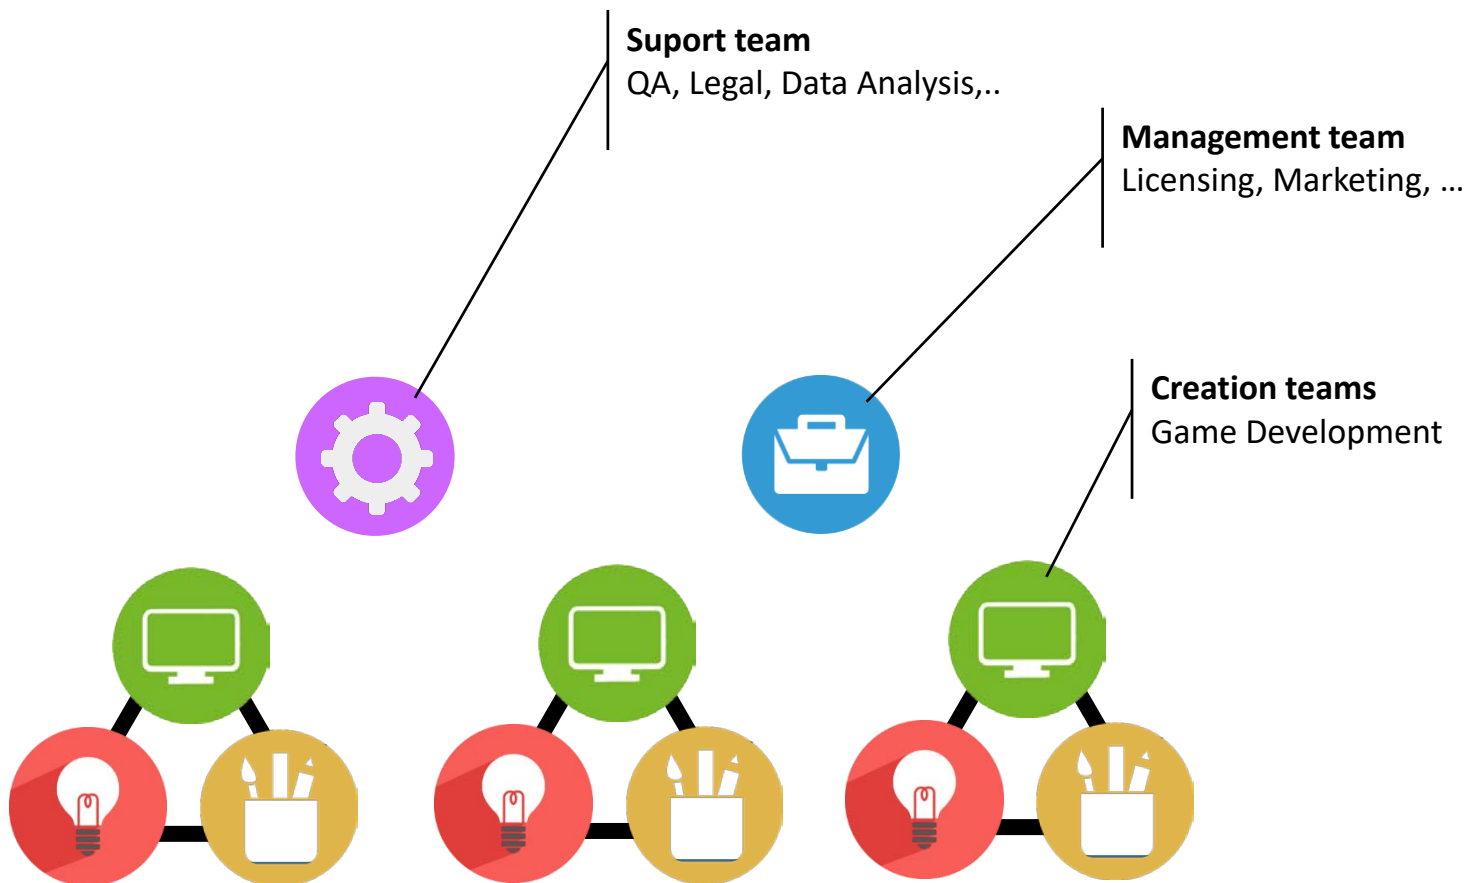 Suport team
QA, Legal, Data Analysis,..
Management team
Licensing, Marketing, …
Creation teams
Game Development